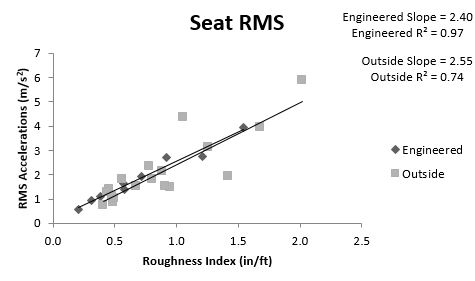 Seat RMS
Engineered Slope = 2.40
Engineered R² = 0.97
Outside Slope = 2.55
Outside R² = 0.74
RMS Accelerations (m/s²)
7
6
5
4
3
2
1
0
0.0 0.5 1.0 1.5 2.0 2.5
Roughness Index (in/ft)
Engineered
Outside